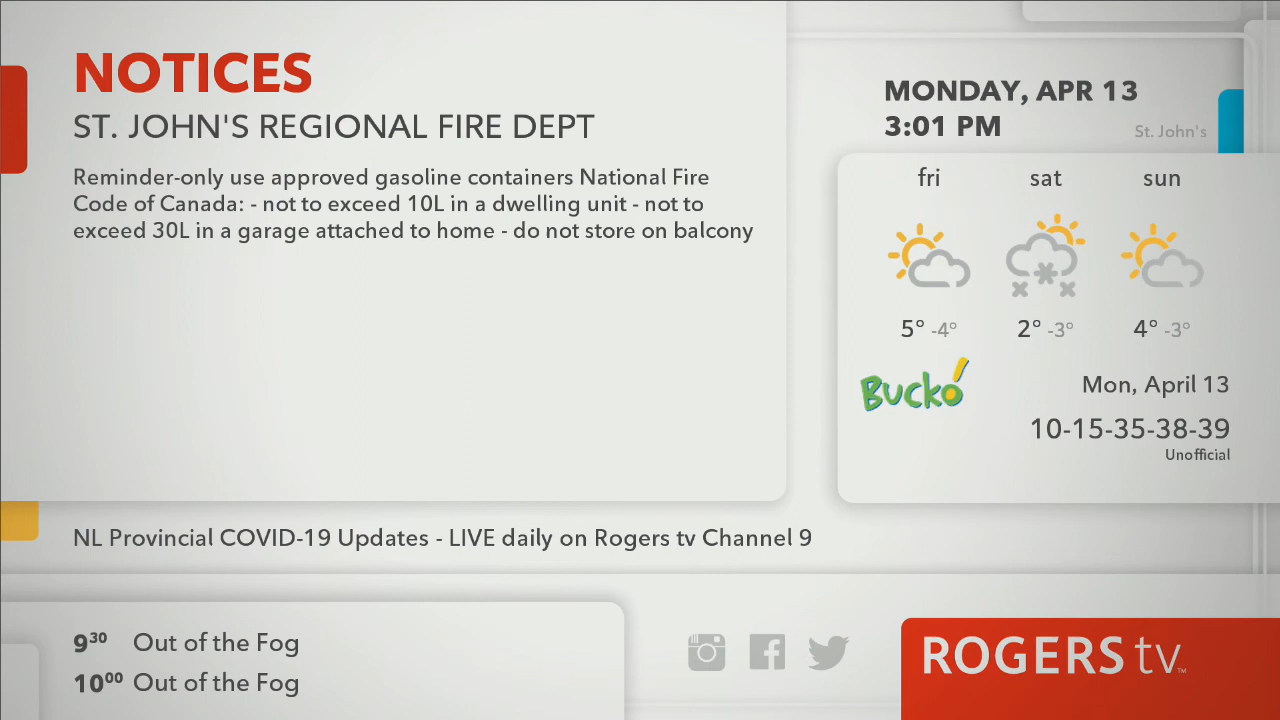 NOTICES
ST. JOHN'S REGIONAL FIRE DEPT
Reminder-only use approved gasoline containers National Fire
Code of Canada: - not to exceed 10L in a dwelling unit - not to
exceed 30L in a garage attached to home - do not store on balcony
MONDAY, APR 13
3:01 PM
St. John's
fri sat sun
5° -4° 2° -3° 4° -3°
Bucko!
Mon, April 13
10-15-35-38-39
Unofficial
NL Provincial COVID-19 Updates - LIVE daily on Rogers tv Channel 9
9³⁰ Out of the Fog
10⁰⁰ Out of the Fog
ROGERS tv™